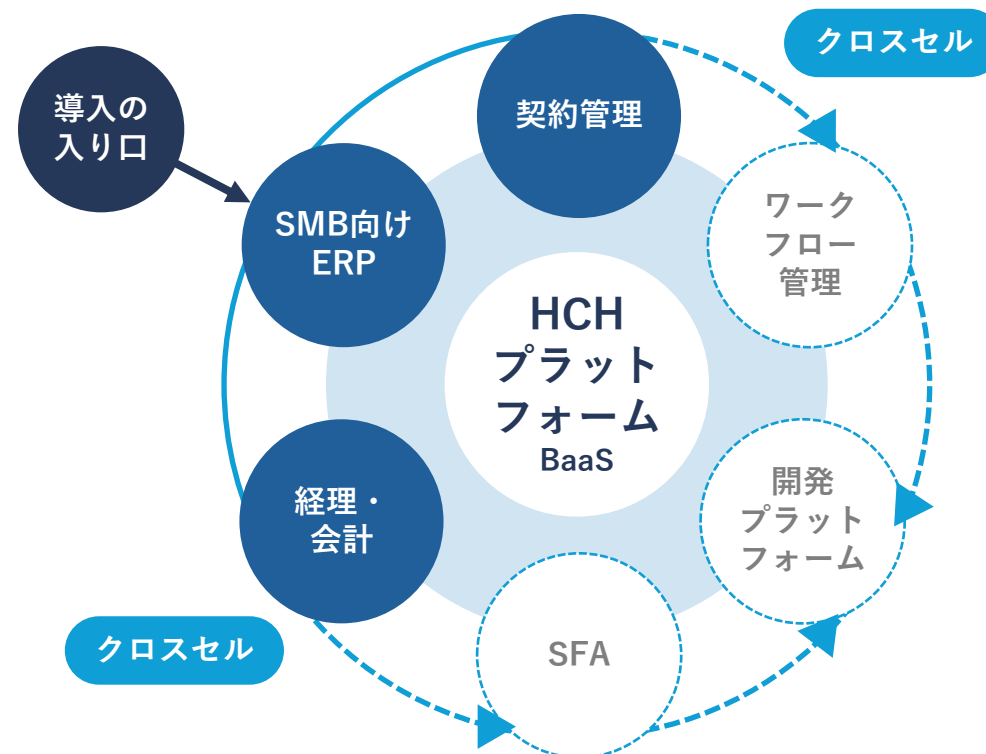 クロスセル
導入の
入り口
契約管理
SMB向け
ERP
ワーク
フロー
管理
HCH
プラット
フォーム
BaaS
経理・
会計
開発
プラット
フォーム
SFA
クロスセル